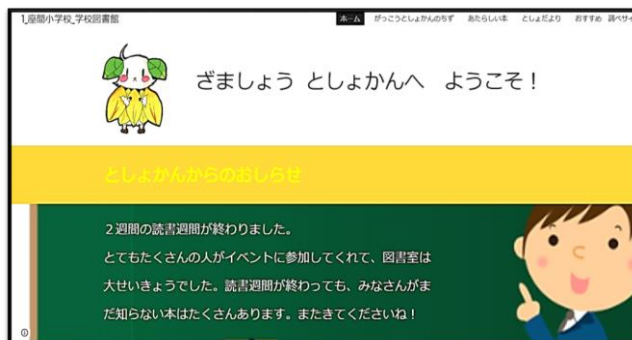 1_座間小学校_学校図書館
ホーム がっこうとしょかんのちず あたらしい本 としょだより おすすめ 調べサイ
ざましょう としょかんへ ようこそ！
としょかんからのおしらせ
２週間の読書週間が終わりました。
とてもたくさんの人がイベントに参加してくれて、図書室は
大せいきょうでした。読書週間が終わっても、みなさんがま
だ知らない本はたくさんあります。またきてくださいね！